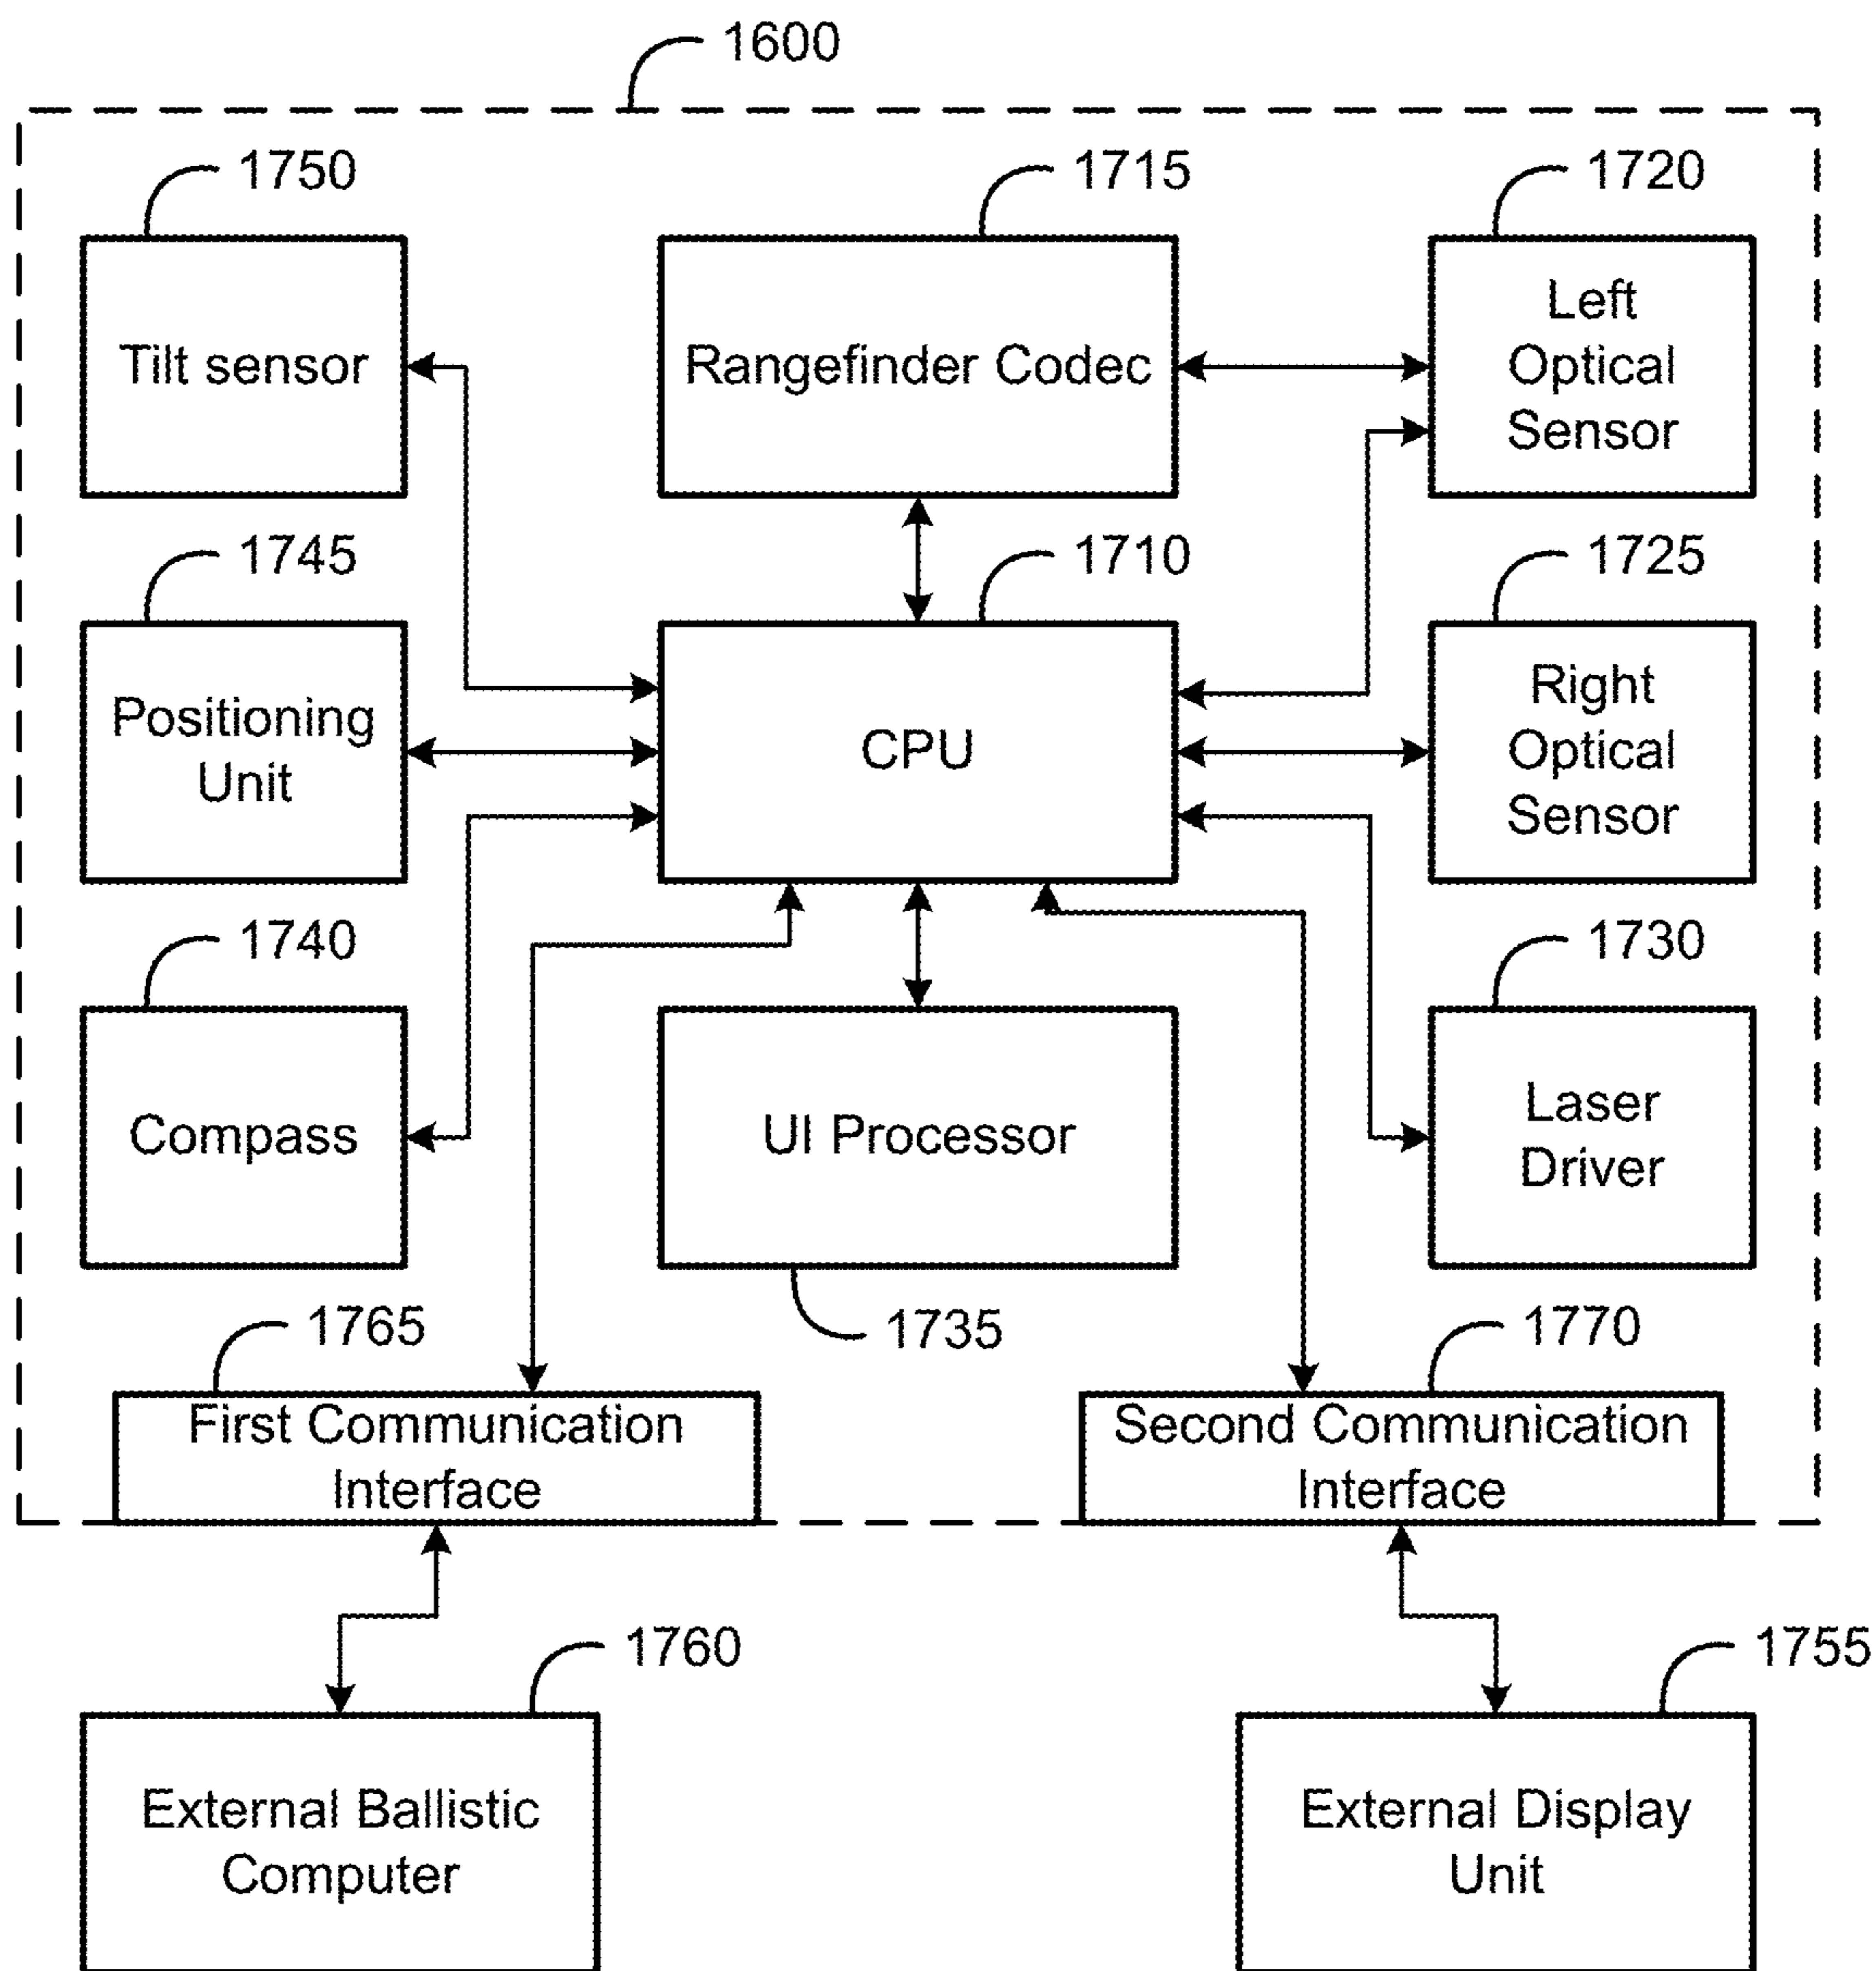 1600
1750
1715
1720
Tilt sensor
Rangefinder Codec
Left
Optical
Sensor
1745
1710
1725
Positioning
Unit
CPU
Right
Optical
Sensor
1740
1730
Compass
UI Processor
Laser
Driver
1765
1735
1770
First Communication
Interface
Second Communication
Interface
1760
1755
External Ballistic
Computer
External Display
Unit